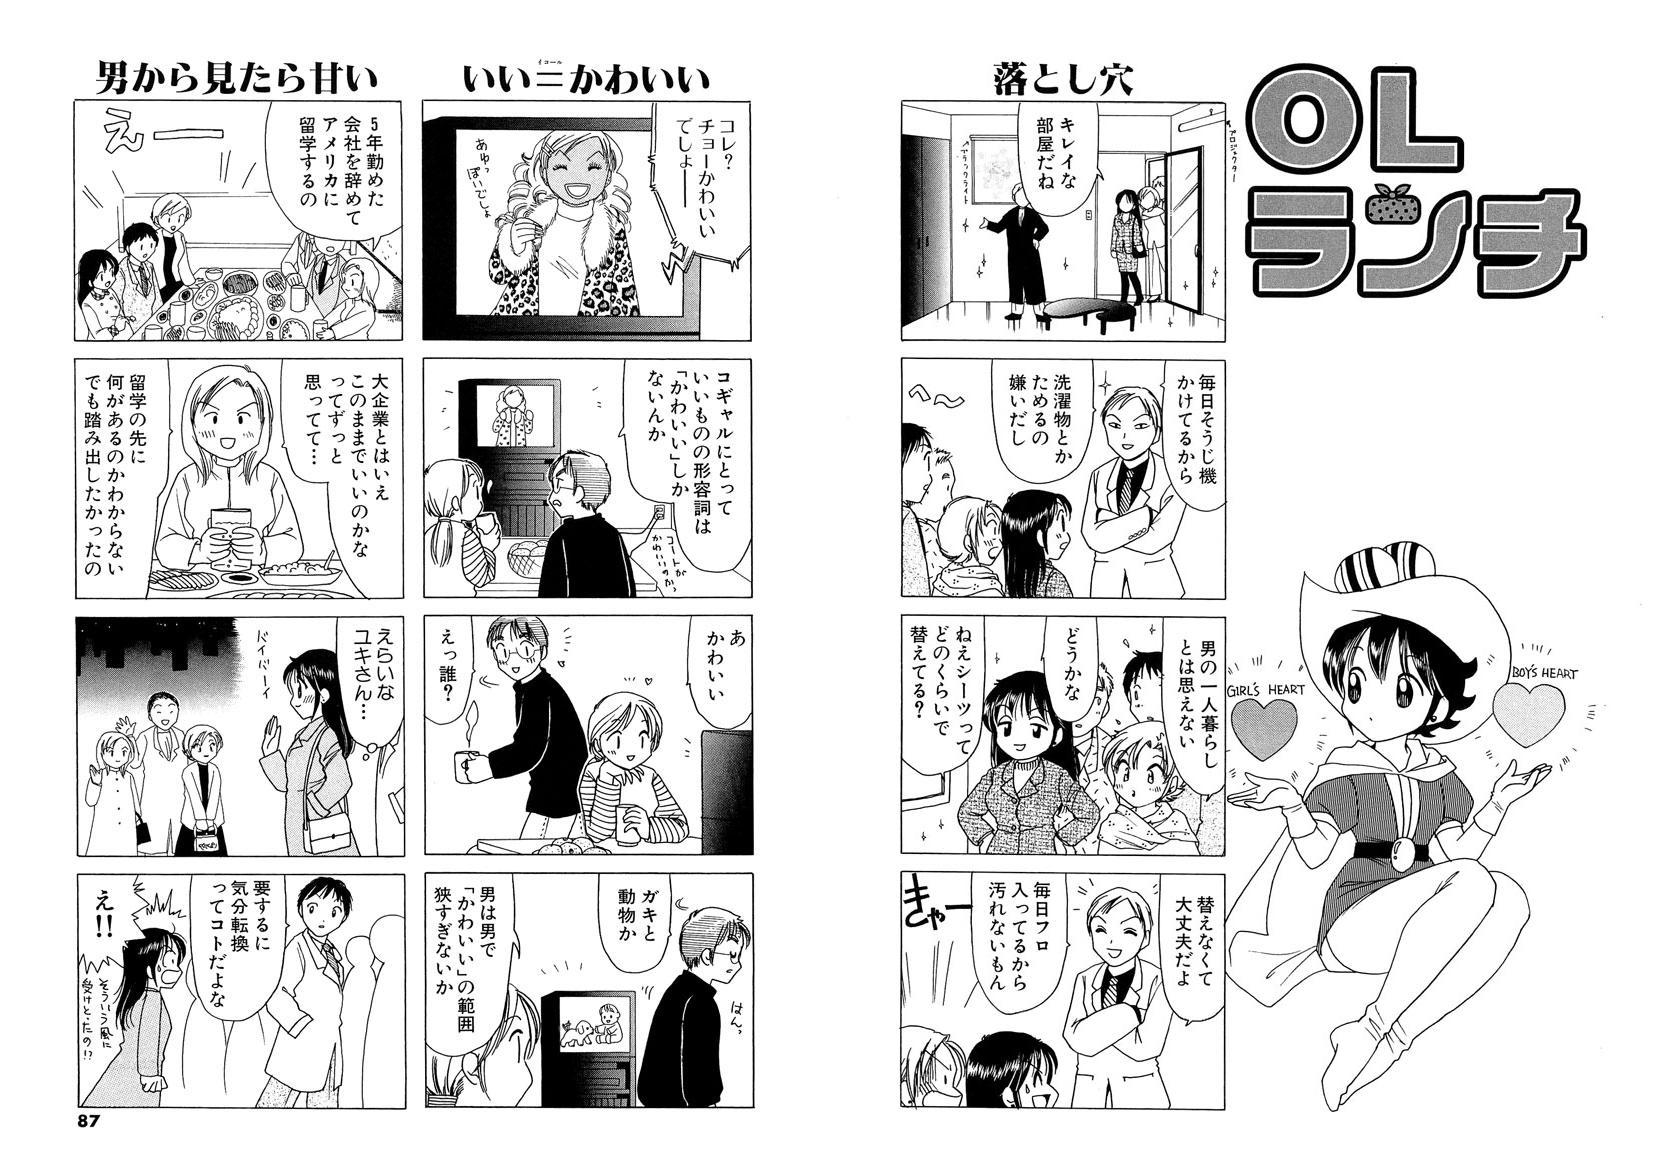 OL
ランチ
GIRL'S HEART
BOY'S HEART
落とし穴
プロジェクター
キレイな
部屋だね
ブラックライト
毎日そうじ機
かけてるから
洗濯物とか
ためるの
嫌いだし
へ〜
男の一人暮らし
とは思えない
どうかな
ねえシーツって
どのくらいで
替えてる?
替えなくて
大丈夫だよ
毎日フロ
入ってるから
汚れないもん
きゃー
いい=かわいい
イコール
コレ?
チョーかわいい
でしょ──
あゆっ
ぽいでしょ
コギャルにとって
いいものの形容詞は
「かわいい」しか
ないんか
コートが
かわいいのか?
あ
かわいい
えっ誰?
ガキと
動物か
はんっ
男は男で
「かわいい」の範囲
狭すぎないか
男から見たら甘い
5年勤めた
会社を辞めて
アメリカに
留学するの
えー
大企業とはいえ
このままでいいのかな
ってずっと
思ってて…
留学の先に
何があるのかわからない
でも踏み出したかったの
えらいな
ユキさん…
バイバーイ
要するに
気分転換
ってコトだよな
え!!
そういう風に
受けとったの!?
87